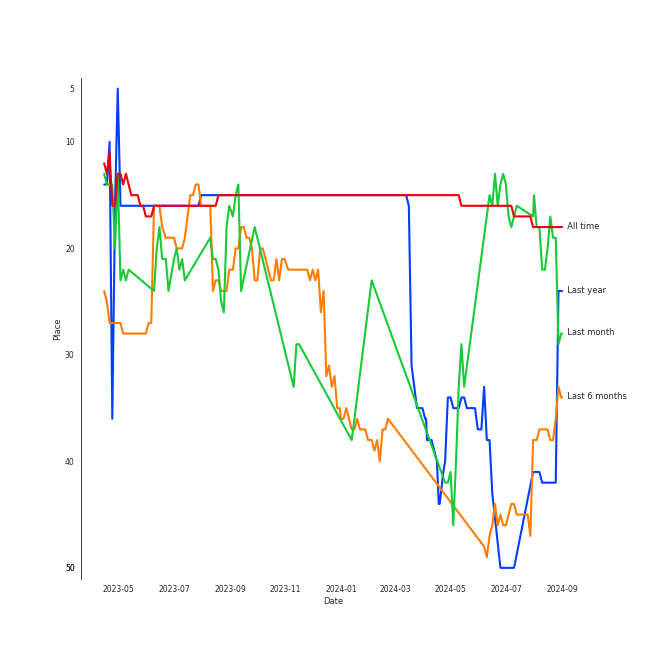 5
10
20
30
40
50
Place
2023-05
2023-07
2023-09
2023-11
2024-01
2024-03
2024-05
2024-07
2024-09
Date
All time
Last year
Last month
Last 6 months